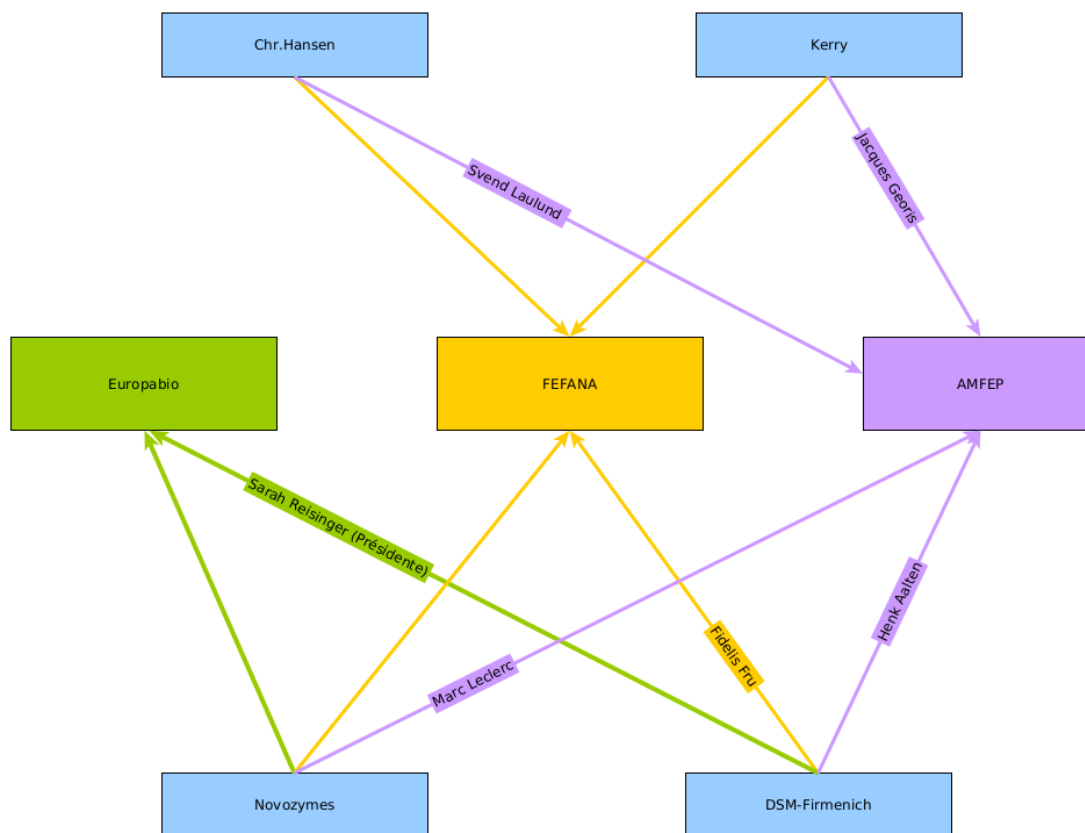 Chr.Hansen
Kerry
Jacques Georis
Svend Laulund
Europabio
FEFANA
AMFEP
Sarah Reisinger (Présidente)
Henk Aalten
Fidelis Fru
Marc Leclerc
Novozymes
DSM-Firmenich